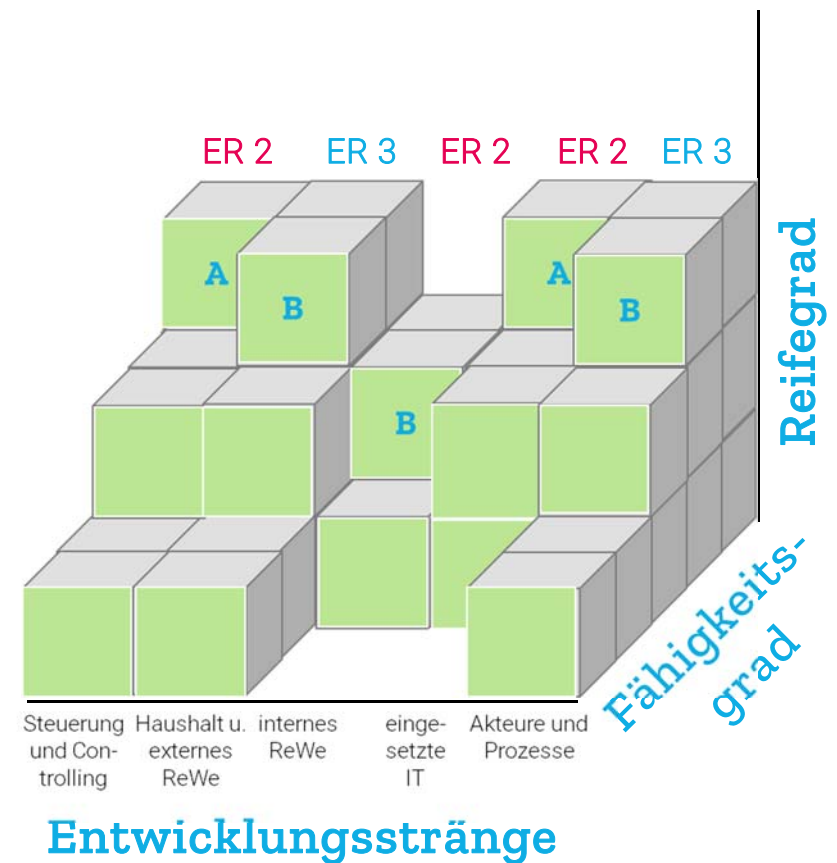 ER 2 ER 3 ER 2 ER 2 ER 3
A
B
A
B
B
Reifegrad
Fähigkeits-
grad
Steuerung
und Con-
trolling
Haushalt u.
externes
ReWe
internes
ReWe
einge-
setzte
IT
Akteure und
Prozesse
Entwicklungsstränge